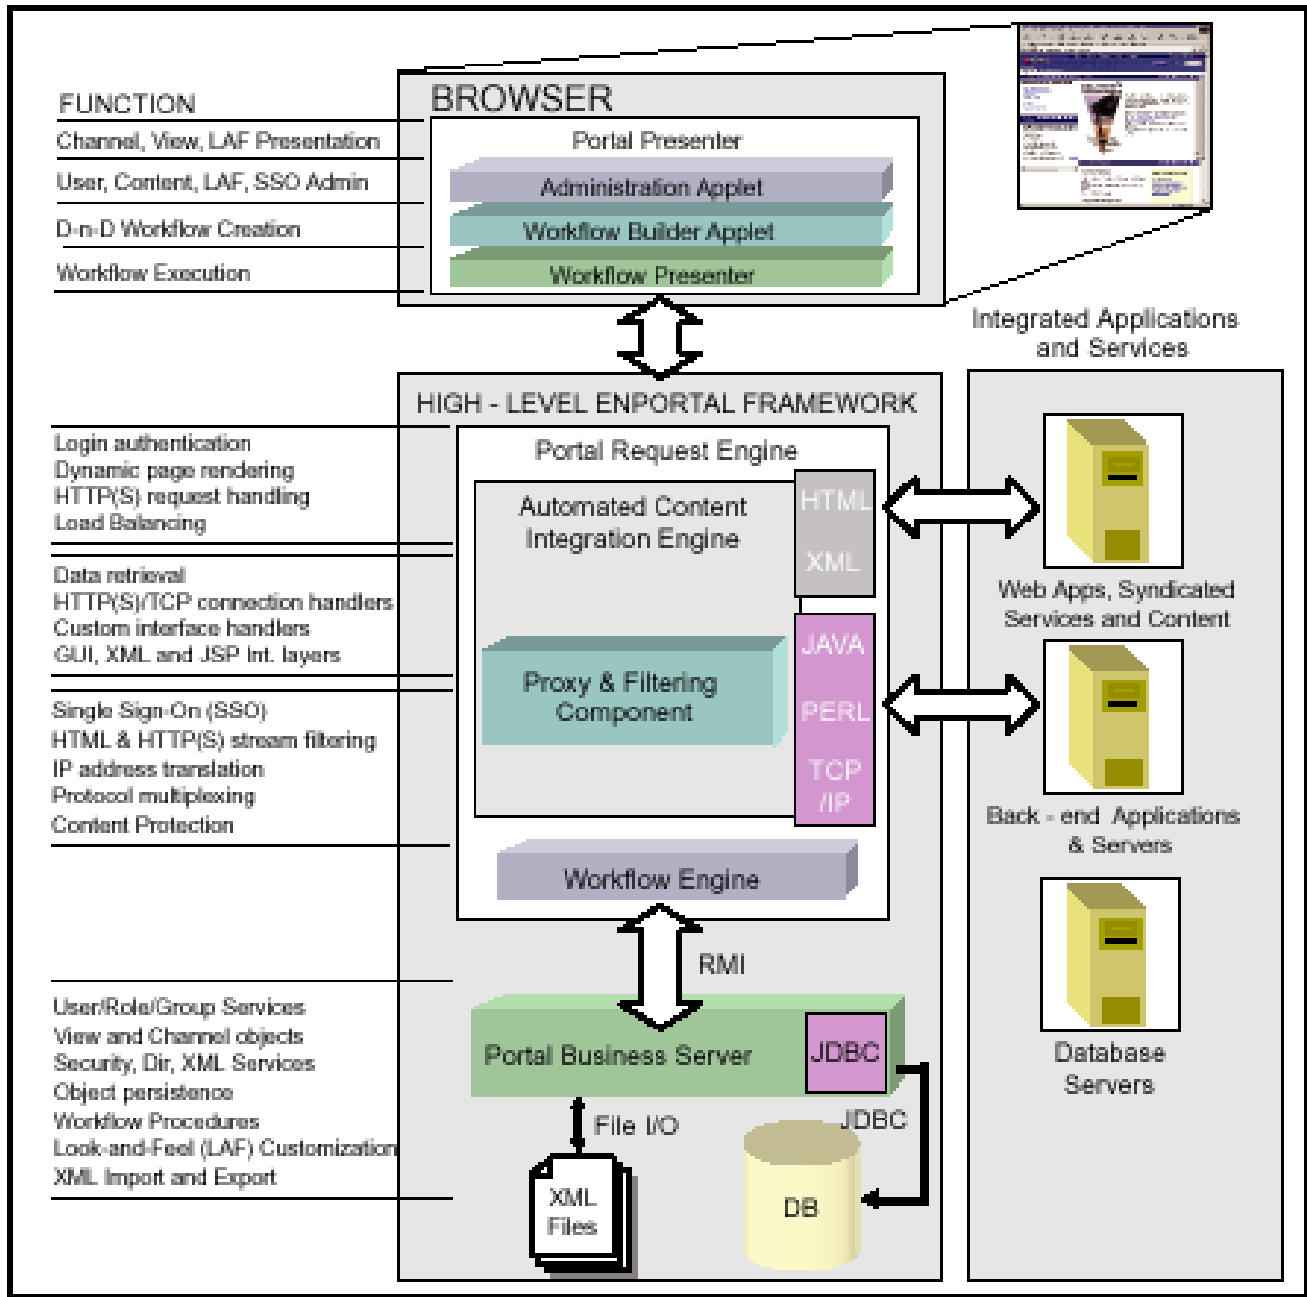 FUNCTION
Channel, View, LAF Presentation
User, Content, LAF, SSO Admin
D-n-D Workflow Creation
Workflow Execution
BROWSER
Portal Presenter
Administration Applet
Workflow Builder Applet
Workflow Presenter
Integrated Applications
and Services
HIGH - LEVEL ENPORTAL FRAMEWORK
Portal Request Engine
Automated Content
Integration Engine
HTML
XML
JAVA
PERL
TCP
/IP
Proxy & Filtering
Component
Workflow Engine
Login authentication
Dynamic page rendering
HTTP(S) request handling
Load Balancing
Data retrieval
HTTP(S)/TCP connection handlers
Custom interface handlers
GUI, XML and JSP int. layers
Single Sign-On (SSO)
HTML & HTTP(S) stream filtering
IP address translation
Protocol multiplexing
Content Protection
Web Apps, Syndicated
Services and Content
Back - end Applications
& Servers
Database
Servers
RMI
User/Role/Group Services
View and Channel objects
Security, Dir, XML Services
Object persistence
Workflow Procedures
Look-and-Feel (LAF) Customization
XML Import and Export
Portal Business Server
JDBC
File I/O
JDBC
XML
Files
DB